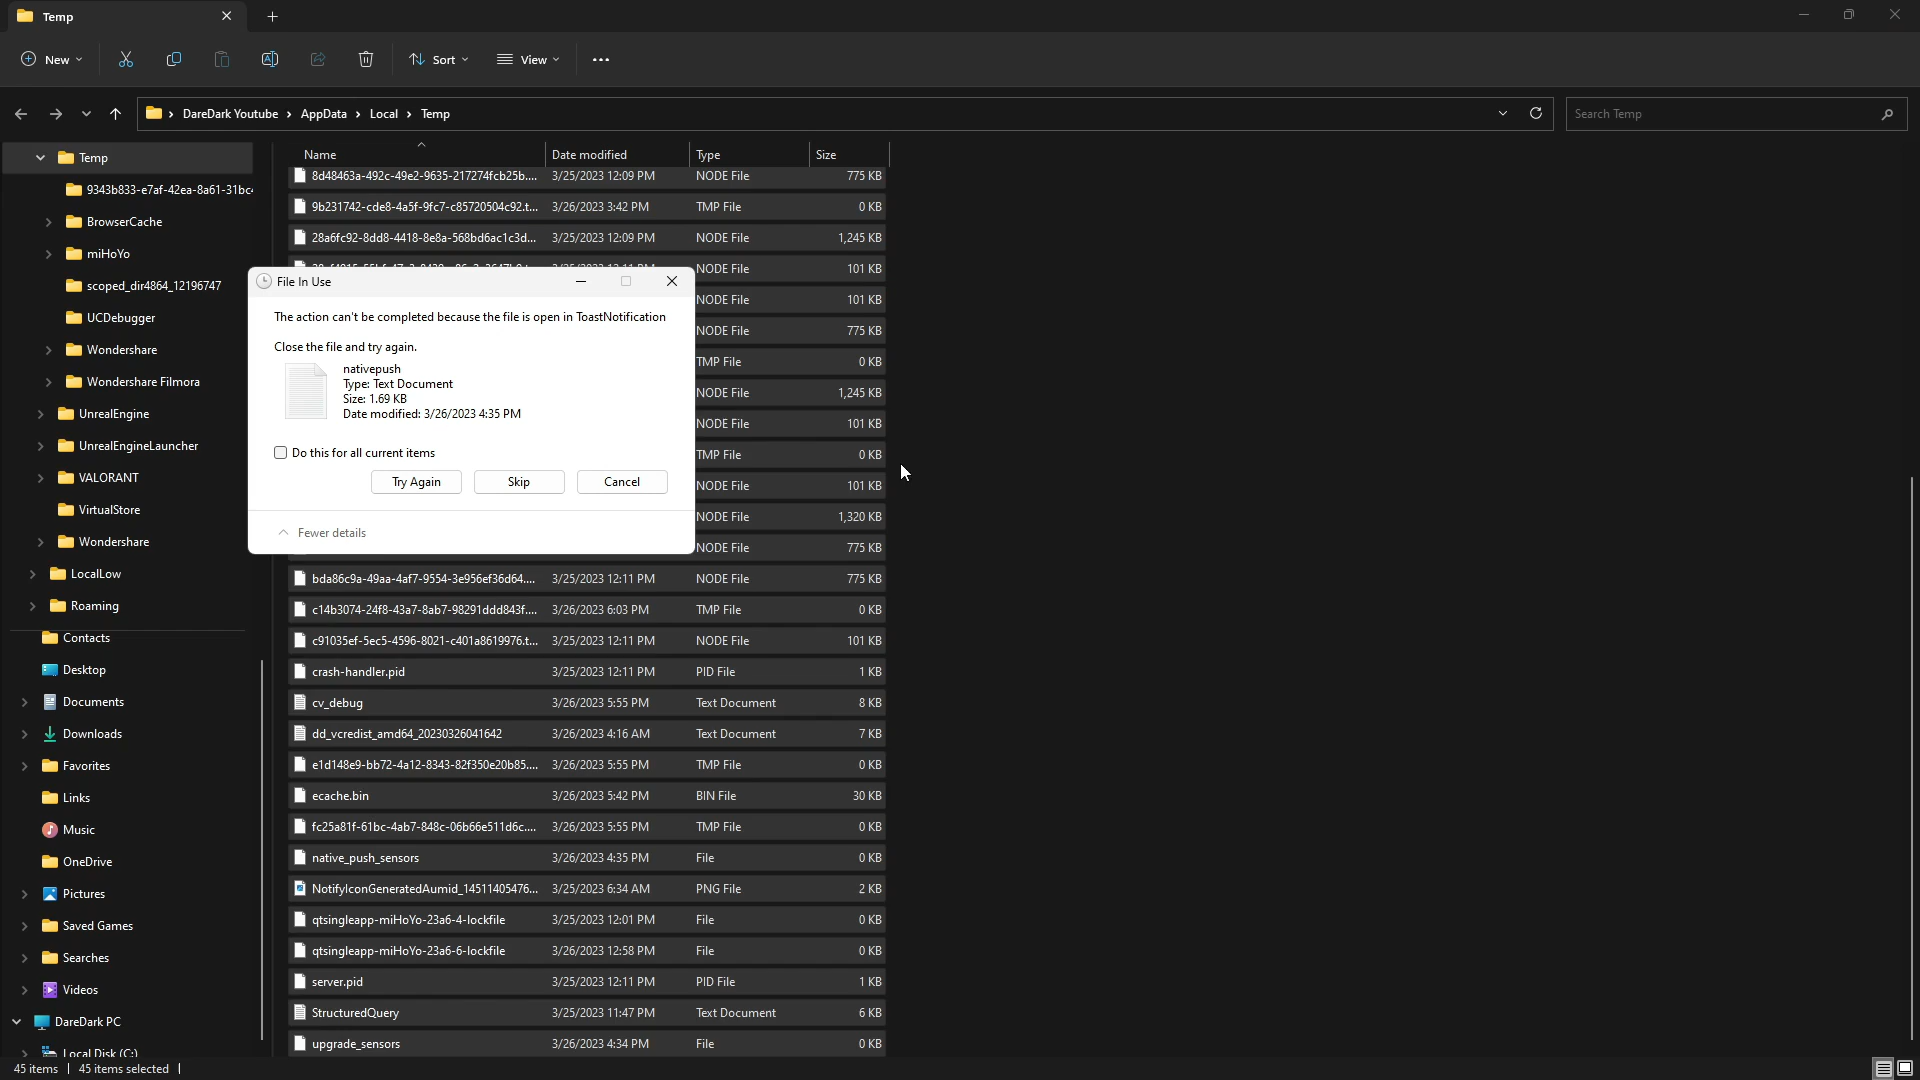 Temp
New
Sort
View
DareDark Youtube > AppData > Local > Temp
Search Temp
Temp
9343b833-e7af-42ea-8a61-31bc
BrowserCache
miHoYo
scoped_dir4864_12196747
UCDebugger
Wondershare
Wondershare Filmora
UnrealEngine
UnrealEngineLauncher
VALORANT
VirtualStore
Wondershare
LocalLow
Roaming
Contacts
Desktop
Documents
Downloads
Favorites
Links
Music
OneDrive
Pictures
Saved Games
Searches
Videos
DareDark PC
Local Disk (C:)
Name Date modified Type Size
8d48463a-492c-49e2-9635-217274fcb25b.... 3/25/2023 12:09 PM NODE File 775 KB
9b231742-cde8-4a5f-9fc7-c85720504c92.t... 3/26/2023 3:42 PM TMP File 0 KB
28a6fc92-8dd8-4418-8e8a-568bd6ac1c3d... 3/25/2023 12:09 PM NODE File 1,245 KB
NODE File 101 KB
NODE File 101 KB
NODE File 775 KB
TMP File 0 KB
NODE File 1,245 KB
NODE File 101 KB
TMP File 0 KB
NODE File 101 KB
NODE File 1,320 KB
NODE File 775 KB
bda86c9a-49aa-4af7-9554-3e956ef36d64.... 3/25/2023 12:11 PM NODE File 775 KB
c14b3074-24f8-43a7-8ab7-98291ddd843f.... 3/26/2023 6:03 PM TMP File 0 KB
c91035ef-5ec5-4596-8021-c401a8619976.t... 3/25/2023 12:11 PM NODE File 101 KB
crash-handler.pid 3/25/2023 12:11 PM PID File 1 KB
cv_debug 3/26/2023 5:55 PM Text Document 8 KB
dd_vcredist_amd64_20230326041642 3/26/2023 4:16 AM Text Document 7 KB
e1d148e9-bb72-4a12-8343-82f350e20b85.... 3/26/2023 5:55 PM TMP File 0 KB
ecache.bin 3/26/2023 5:42 PM BIN File 30 KB
fc25a81f-61bc-4ab7-848c-06b66e511d6c.... 3/26/2023 5:55 PM TMP File 0 KB
native_push_sensors 3/26/2023 4:35 PM File 0 KB
NotifyIconGeneratedAumid_14511405476... 3/25/2023 6:34 AM PNG File 2 KB
qtsingleapp-miHoYo-23a6-4-lockfile 3/25/2023 12:01 PM File 0 KB
qtsingleapp-miHoYo-23a6-6-lockfile 3/26/2023 12:58 PM File 0 KB
server.pid 3/25/2023 12:11 PM PID File 1 KB
StructuredQuery 3/25/2023 11:47 PM Text Document 6 KB
upgrade_sensors 3/26/2023 4:34 PM File 0 KB
File In Use
The action can't be completed because the file is open in ToastNotification
Close the file and try again.
nativepush
Type: Text Document
Size: 1.69 KB
Date modified: 3/26/2023 4:35 PM
Do this for all current items
Try Again Skip Cancel
Fewer details
45 items 45 items selected